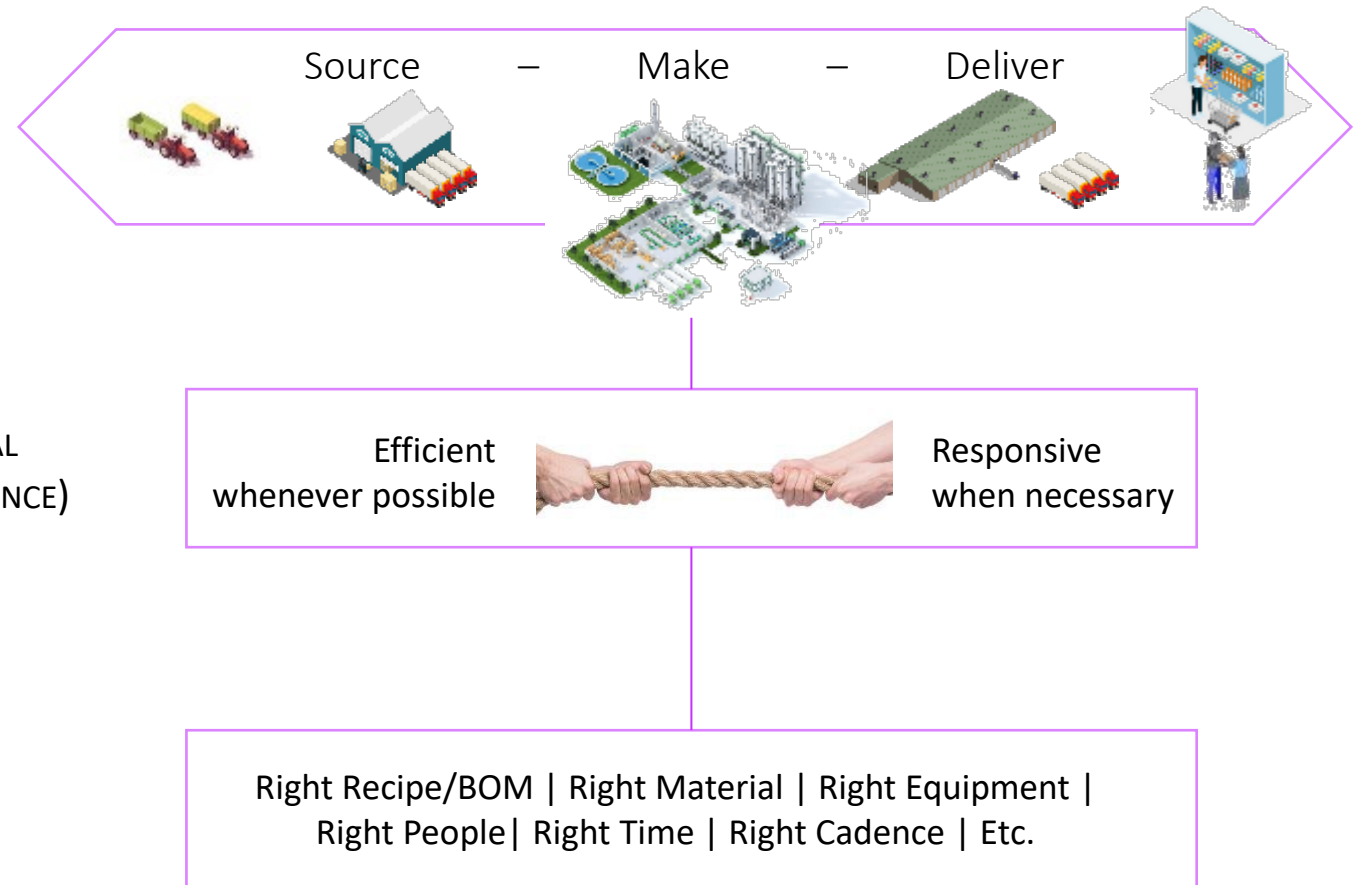 Source – Make – Deliver
AL
NCE)
Efficient
whenever possible
Responsive
when necessary
Right Recipe/BOM | Right Material | Right Equipment |
Right People| Right Time | Right Cadence | Etc.